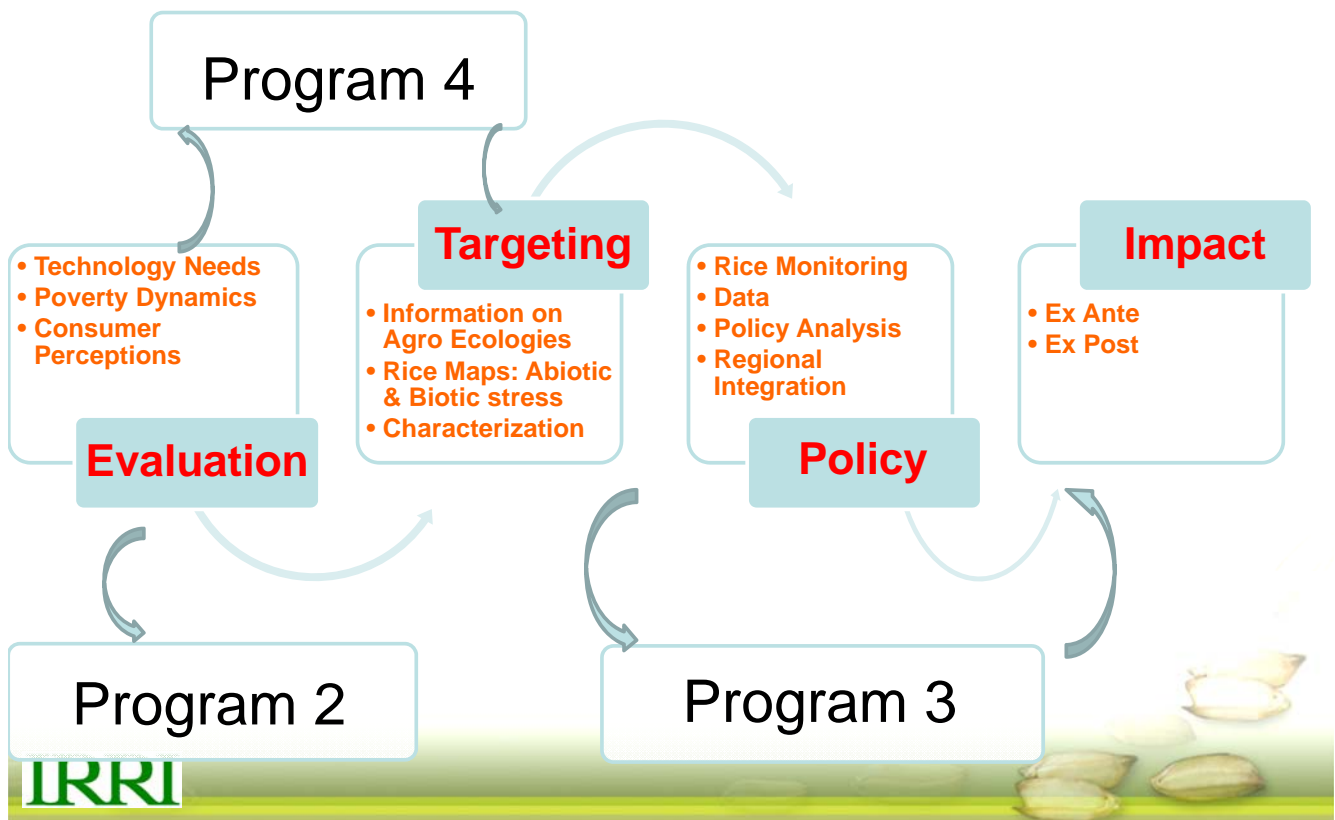 Program 4
• Technology Needs
• Poverty Dynamics
• Consumer
Perceptions
Evaluation
Targeting
• Information on
Agro Ecologies
• Rice Maps: Abiotic
& Biotic stress
• Characterization
• Rice Monitoring
• Data
• Policy Analysis
• Regional
Integration
Policy
Impact
• Ex Ante
• Ex Post
Program 2
Program 3
IRRI